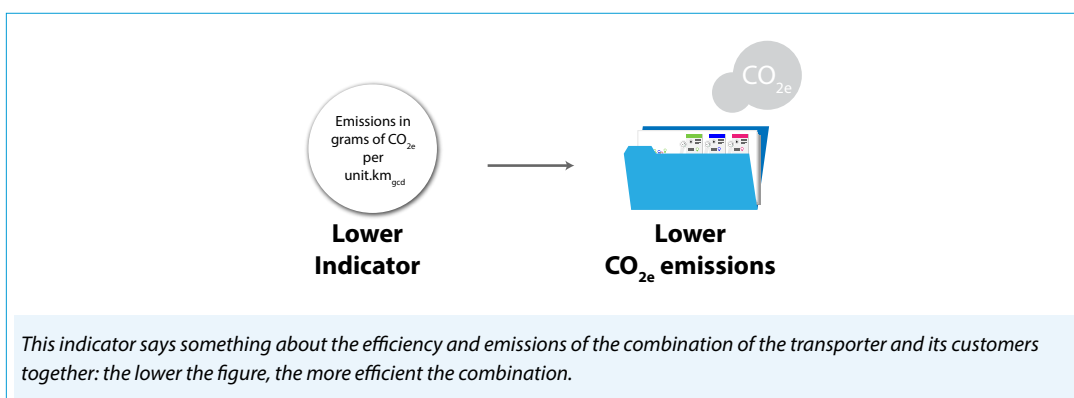 CO2e
Emissions in
grams of CO2e
per
unit.kmgcd
Lower
Indicator
Lower
CO2e emissions
This indicator says something about the efficiency and emissions of the combination of the transporter and its customers
together: the lower the figure, the more efficient the combination.